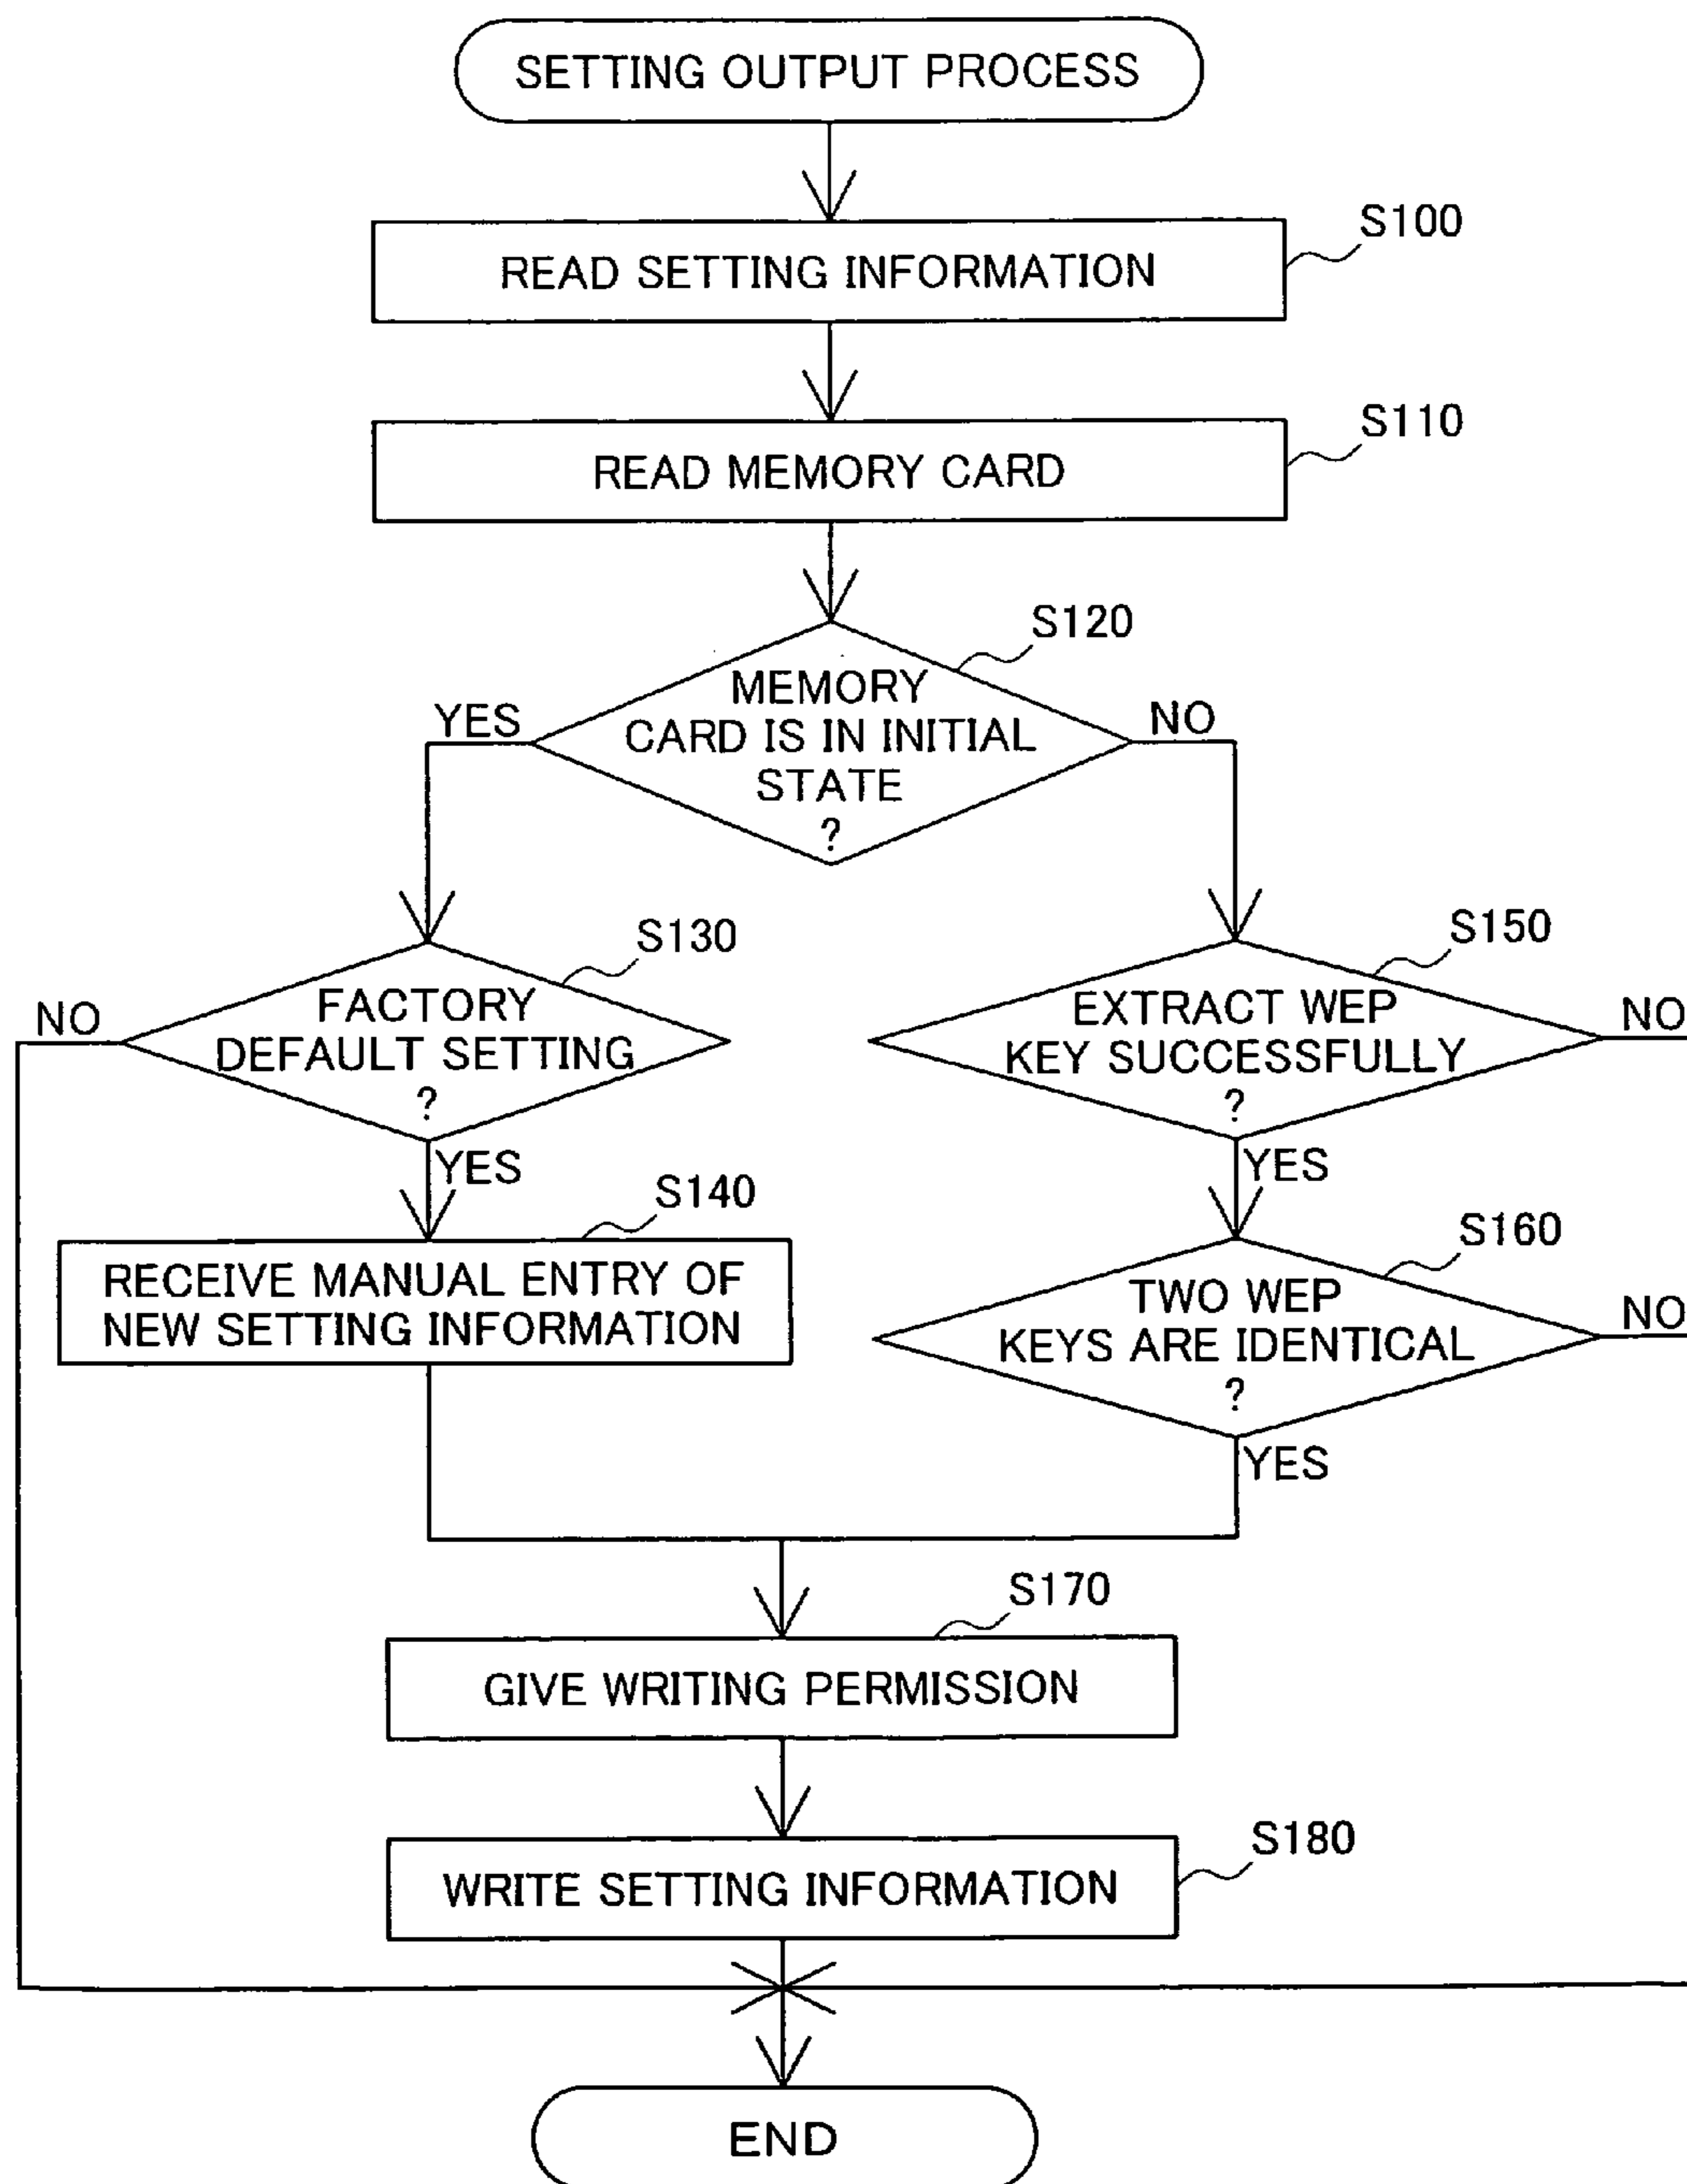 SETTING OUTPUT PROCESS
S100
READ SETTING INFORMATION
S110
READ MEMORY CARD
S120
MEMORY
CARD IS IN INITIAL
STATE
?
YES
NO
S130
FACTORY
DEFAULT SETTING
?
NO
YES
S150
EXTRACT WEP
KEY SUCCESSFULLY
?
NO
YES
S140
RECEIVE MANUAL ENTRY OF
NEW SETTING INFORMATION
S160
TWO WEP
KEYS ARE IDENTICAL
?
NO
YES
S170
GIVE WRITING PERMISSION
S180
WRITE SETTING INFORMATION
END